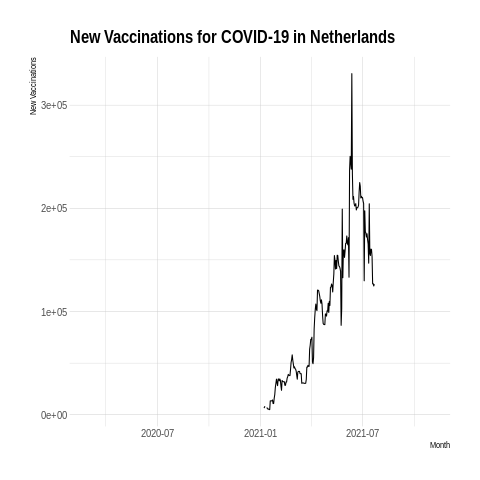 New Vaccinations for COVID-19 in Netherlands
New Vaccinations
3e+05
2e+05
1e+05
0e+00
2020-07 2021-01 2021-07
Month